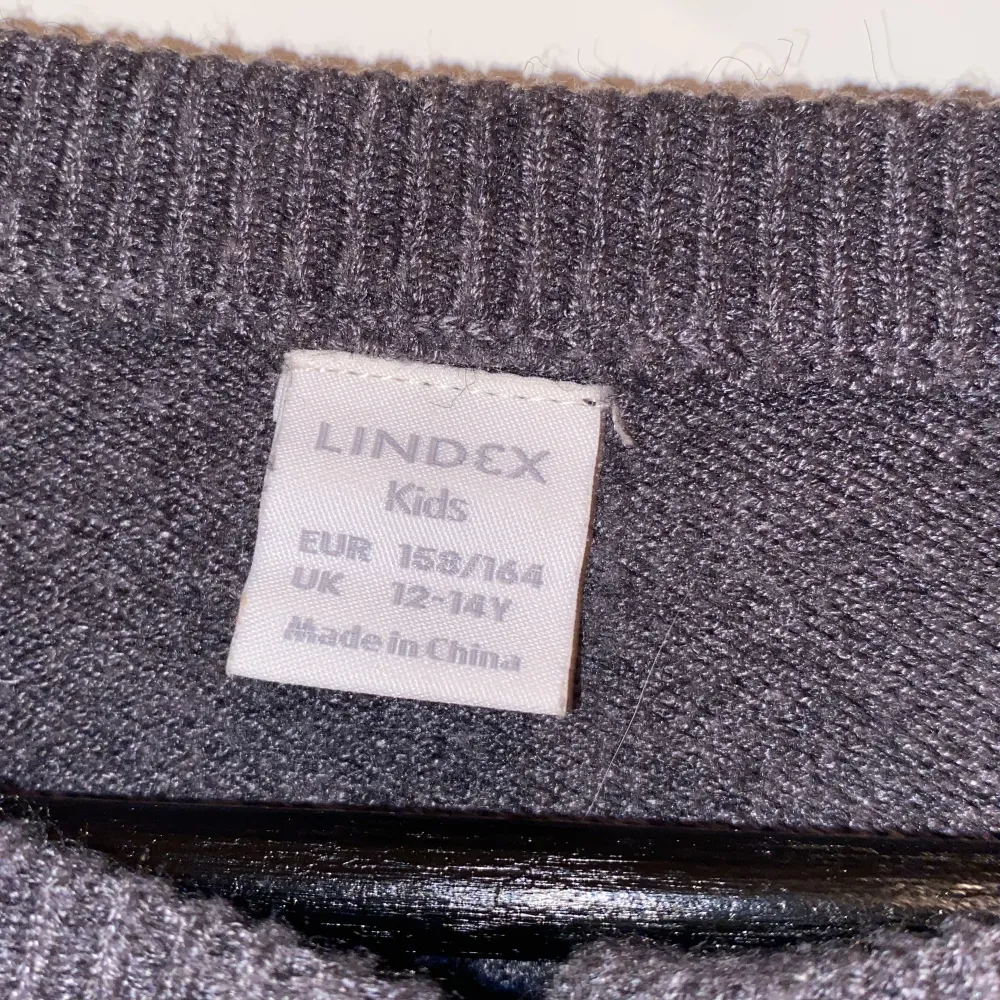 LINDEX
Kids
EUR 158/164
UK 12-14Y
Made in China